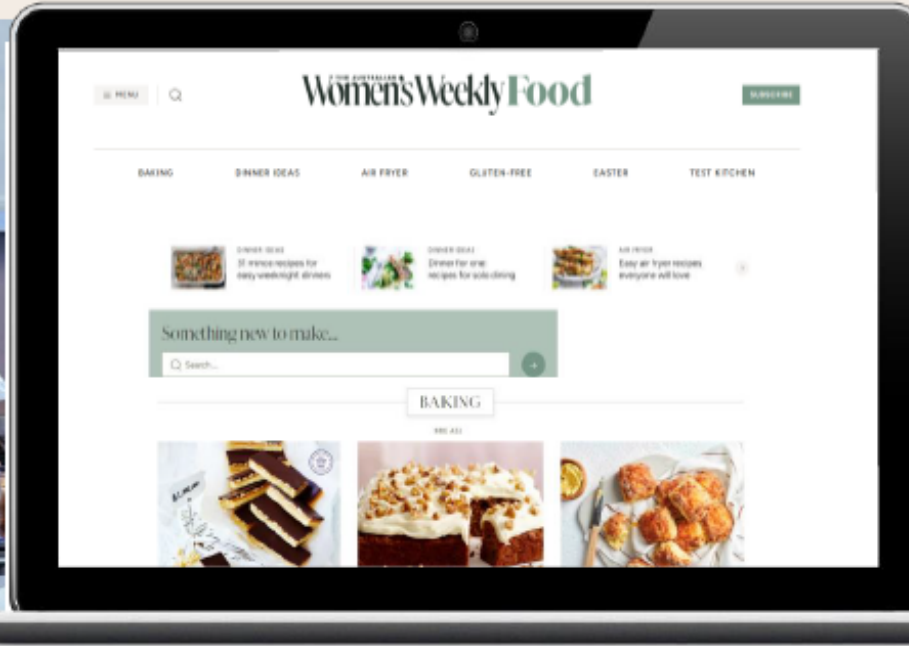 MENU
THE AUSTRALIAN
Women's Weekly Food
SUBSCRIBE
BAKING
DINNER IDEAS
AIR FRYER
GLUTEN-FREE
EASTER
TEST KITCHEN
DINNER IDEAS
31 mince recipes for
easy weeknight dinners
DINNER IDEAS
Dinner for one:
recipes for solo dining
AIR FRYER
Easy air fryer recipes
everyone will love
Something new to make...
Search...
BAKING
SEE ALL